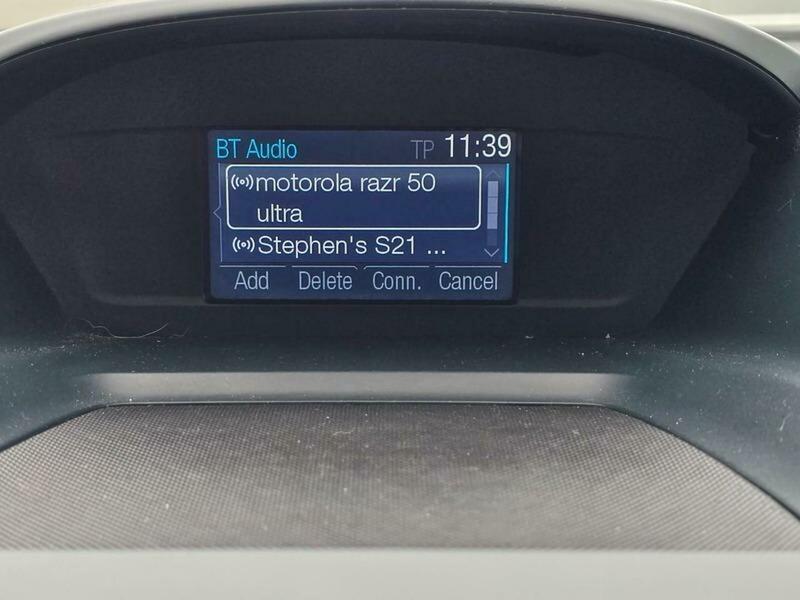 BT Audio TP 11:39
motorola razr 50
ultra
Stephen's S21 ...
Add Delete Conn. Cancel